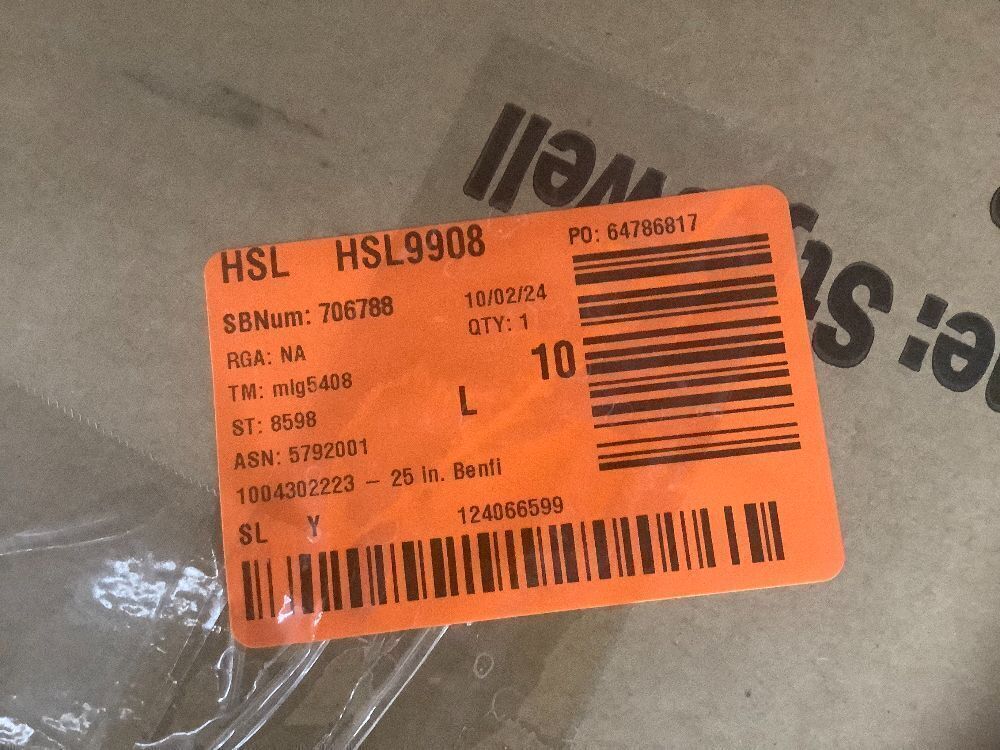 HSL HSL9908
PO: 64786817
SBNum: 706788
10/02/24
RGA: NA
QTY: 1
TM: mlg5408
10
ST: 8598
L
ASN: 5792001
1004302223 – 25 in. Benfi
SL Y
124066599